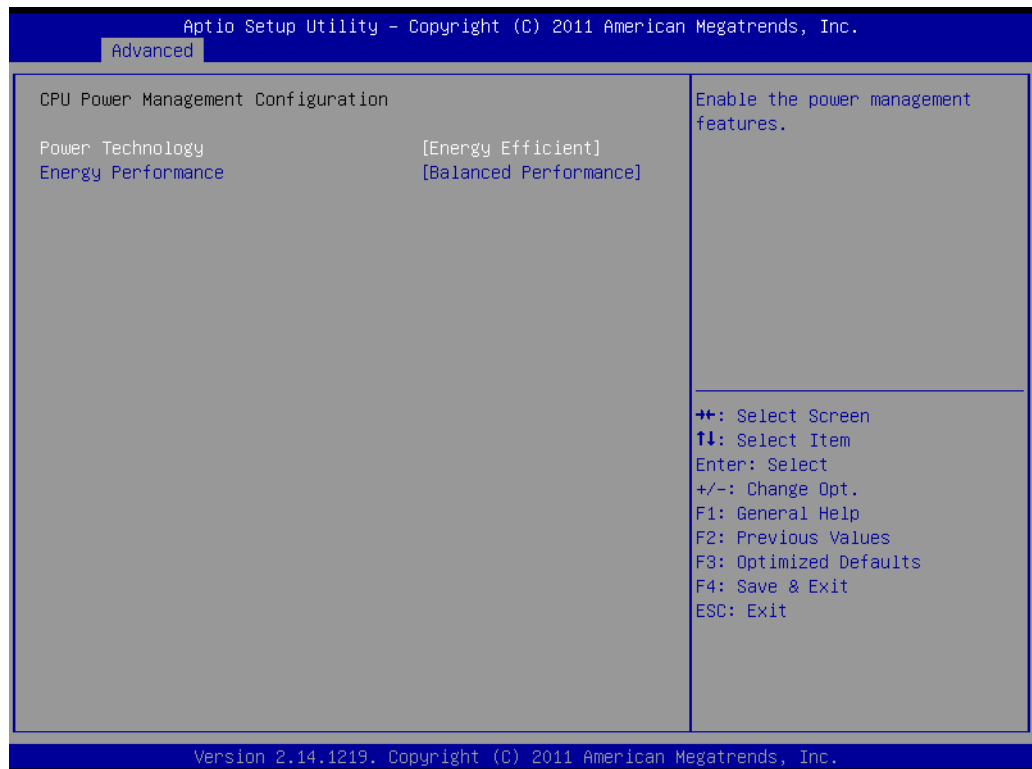 Aptio Setup Utility – Copyright (C) 2011 American Megatrends, Inc.
Advanced
CPU Power Management Configuration
Power Technology [Energy Efficient]
Energy Performance [Balanced Performance]
Enable the power management
features.
→←: Select Screen
↑↓: Select Item
Enter: Select
+/-: Change Opt.
F1: General Help
F2: Previous Values
F3: Optimized Defaults
F4: Save & Exit
ESC: Exit
Version 2.14.1219. Copyright (C) 2011 American Megatrends, Inc.